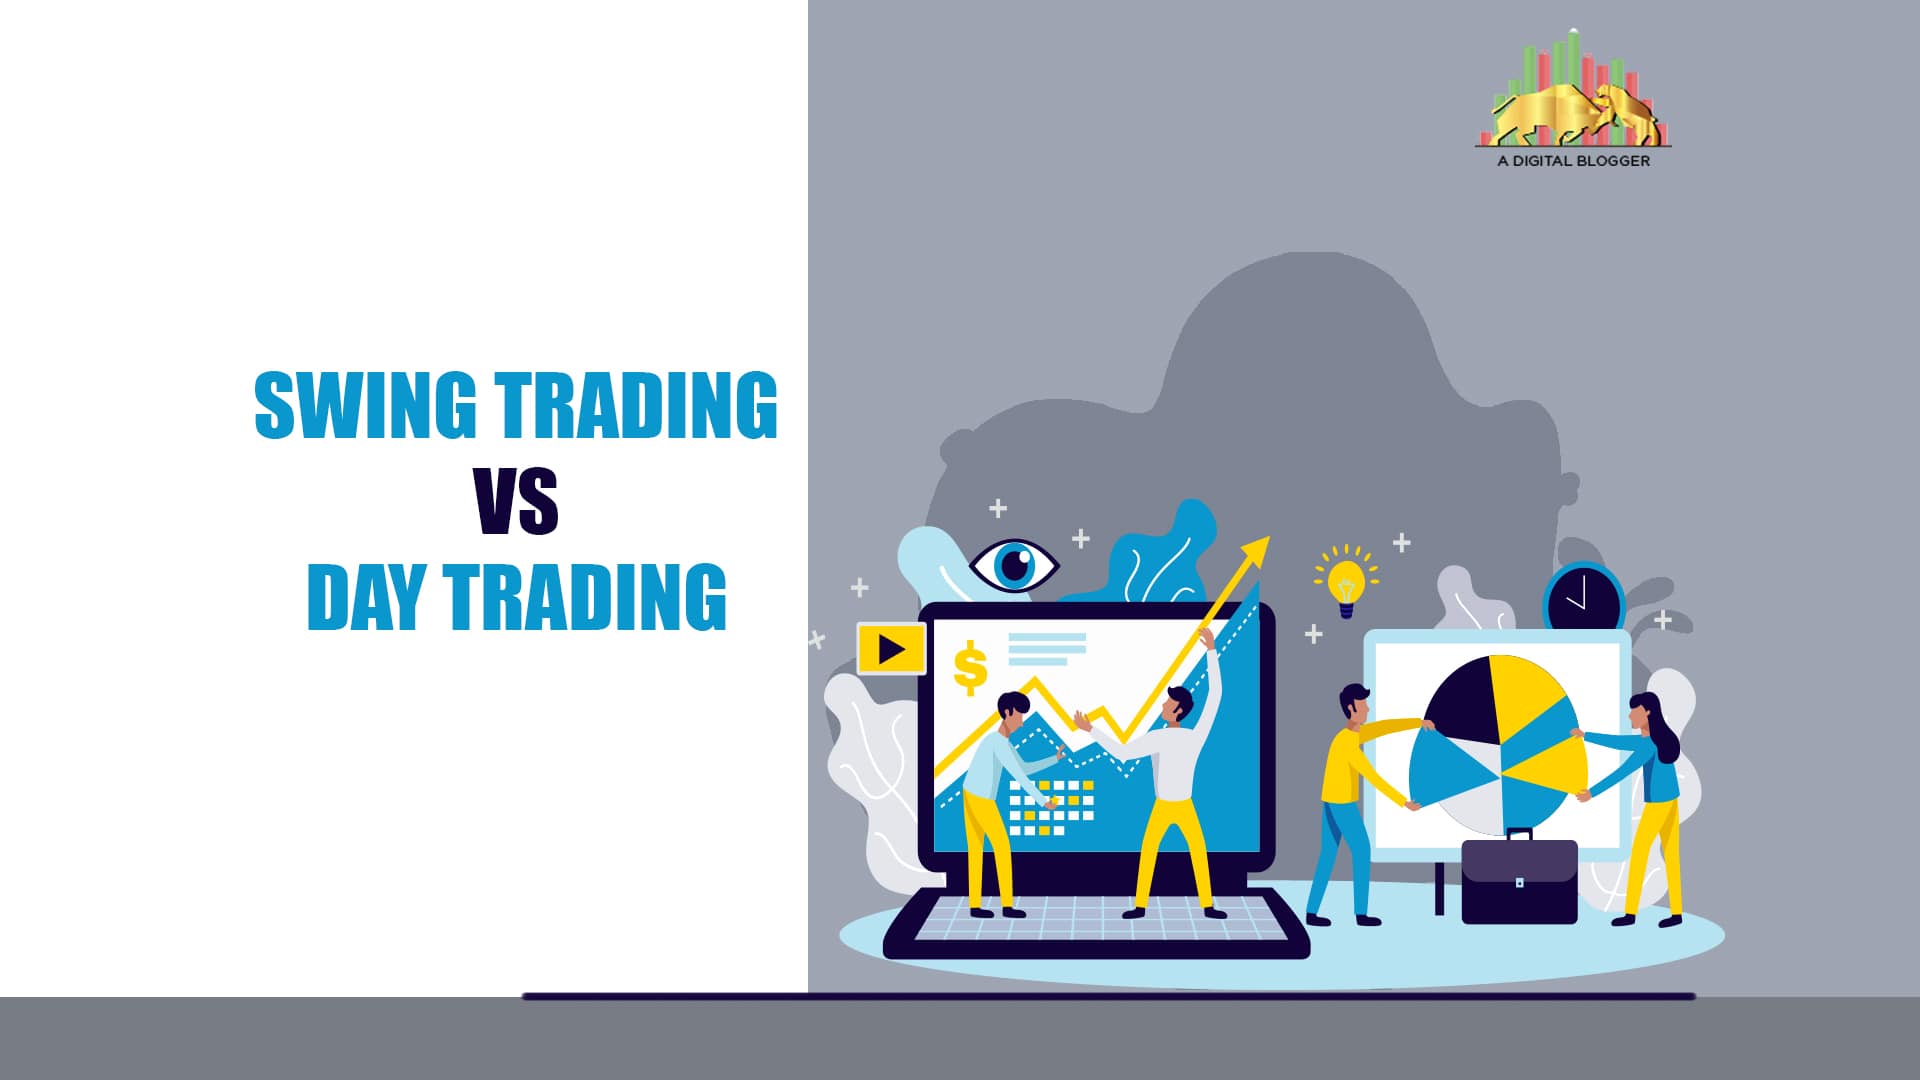 SWING TRADING
VS
DAY TRADING
A DIGITAL BLOGGER
$